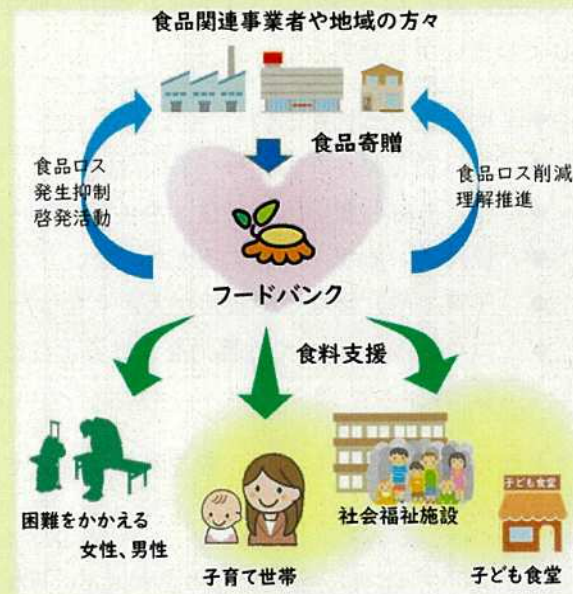 食品関連事業者や地域の方々
食品寄贈
食品ロス
発生抑制
啓発活動
食品ロス削減
理解推進
フードバンク
食料支援
困難をかかえる
女性、男性
子育て世帯
社会福祉施設
子ども食堂
子ども食堂